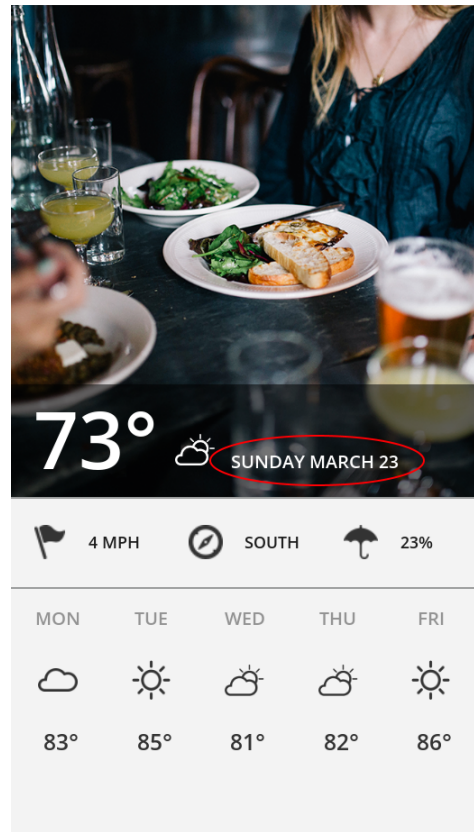 73°
SUNDAY MARCH 23
4 MPH SOUTH 23%
MON TUE WED THU FRI
83° 85° 81° 82° 86°